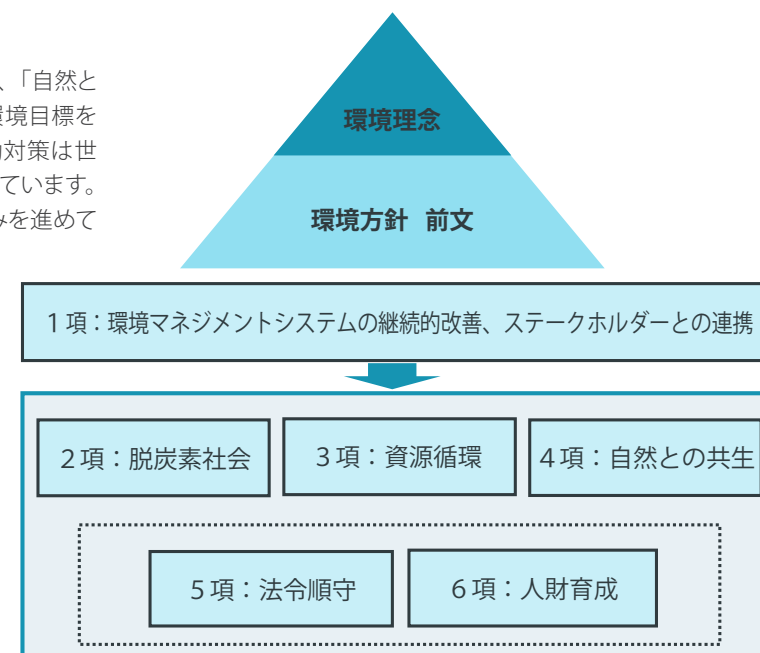 、「自然と
環境目標を
対策は世
ています。
みを進めて
環境理念
環境方針 前文
1項：環境マネジメントシステムの継続的改善、ステークホルダーとの連携
2項：脱炭素社会
3項：資源循環
4項：自然との共生
5項：法令順守
6項：人財育成